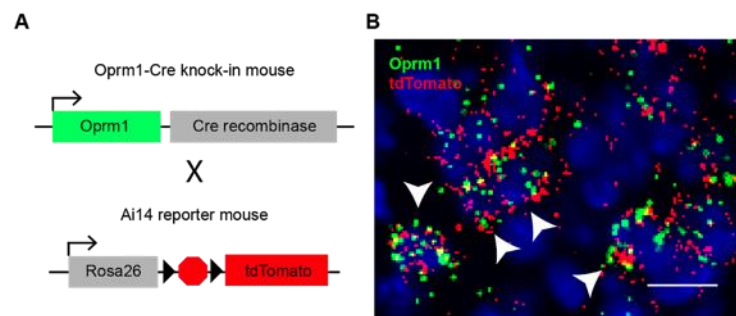 A
Oprm1-Cre knock-in mouse
Oprm1
Cre recombinase
X
Ai14 reporter mouse
Rosa26
tdTomato
B
Oprm1
tdTomato